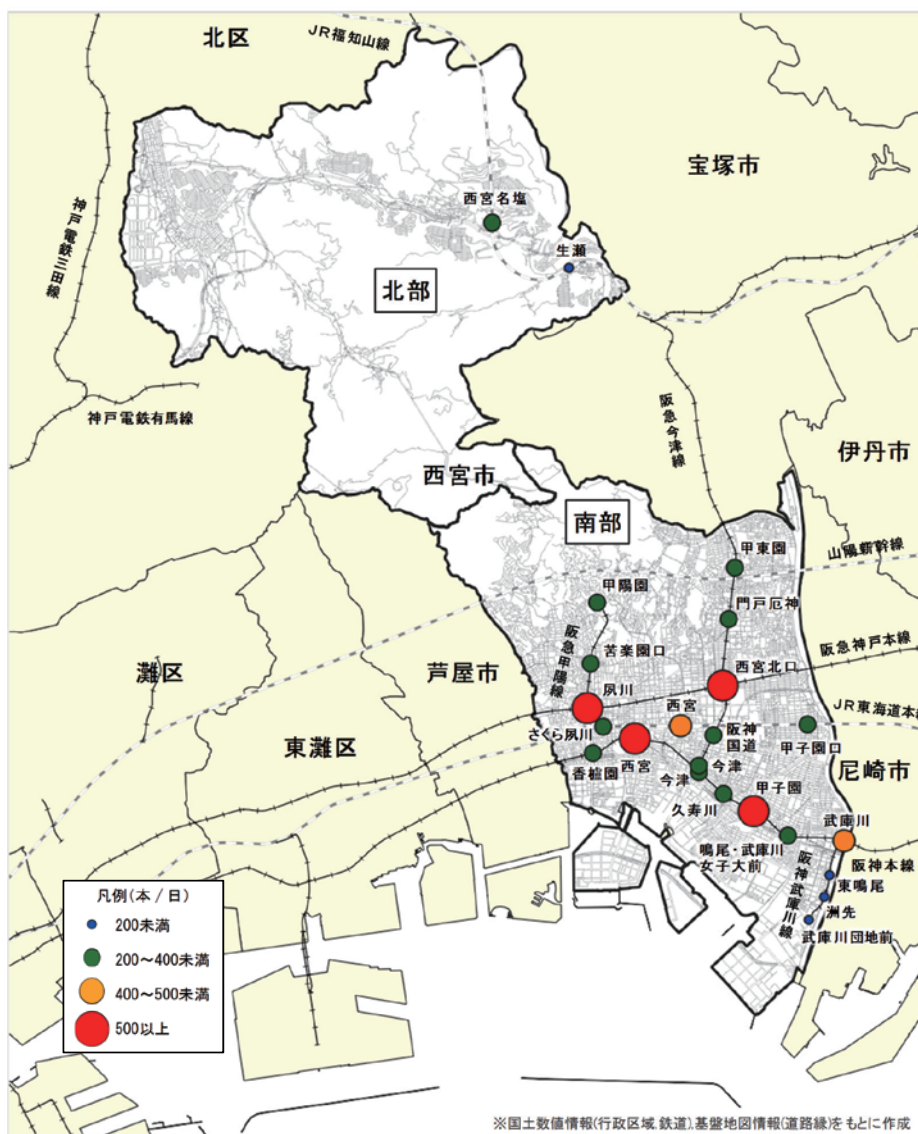 北区
JR福知山線
宝塚市
西宮名塩
生瀬
神戸電鉄三田線
北部
神戸電鉄有馬線
阪急今津線
伊丹市
西宮市
南部
甲東園
山陽新幹線
甲陽園
門戸厄神
阪急甲陽線
苦楽園口
阪急神戸本線
西宮北口
灘区
芦屋市
夙川
西宮
JR東海道本線
さくら夙川
阪神
国道
甲子園口
東灘区
香櫨園
西宮
今津
今津
尼崎市
甲子園
久寿川
武庫川
鳴尾・武庫川
女子大前
阪神本線
阪神武庫川線
東鳴尾
洲先
武庫川団地前
凡例(本/日)
200未満
200~400未満
400~500未満
500以上
※国土数値情報(行政区域,鉄道),基盤地図情報(道路縁)をもとに作成